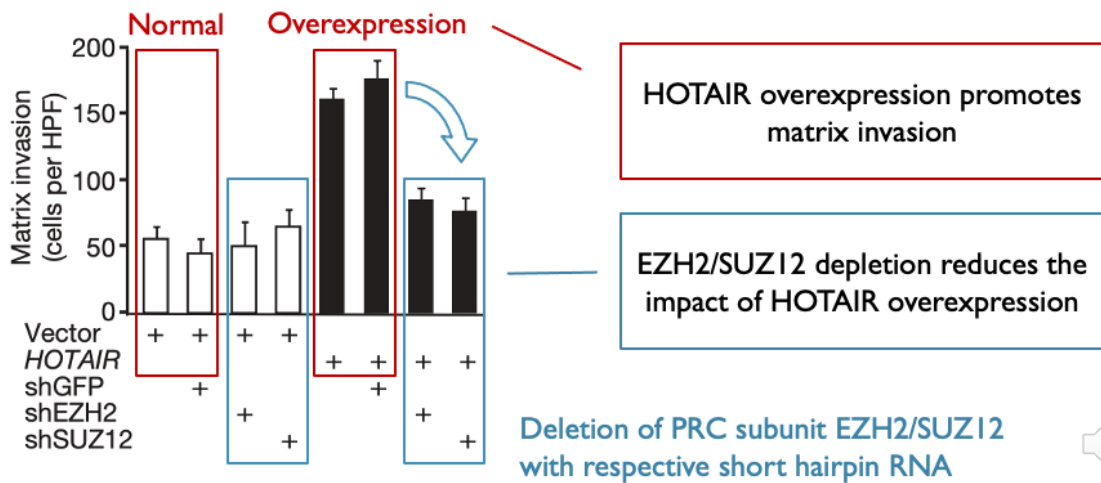 Normal
Overexpression
Matrix invasion
(cells per HPF)
200
150
100
50
0
Vector + + + +
HOTAIR + + + +
shGFP + +
shEZH2 + +
shSUZ12 + +
HOTAIR overexpression promotes
matrix invasion
EZH2/SUZ12 depletion reduces the
impact of HOTAIR overexpression
Deletion of PRC subunit EZH2/SUZ12
with respective short hairpin RNA